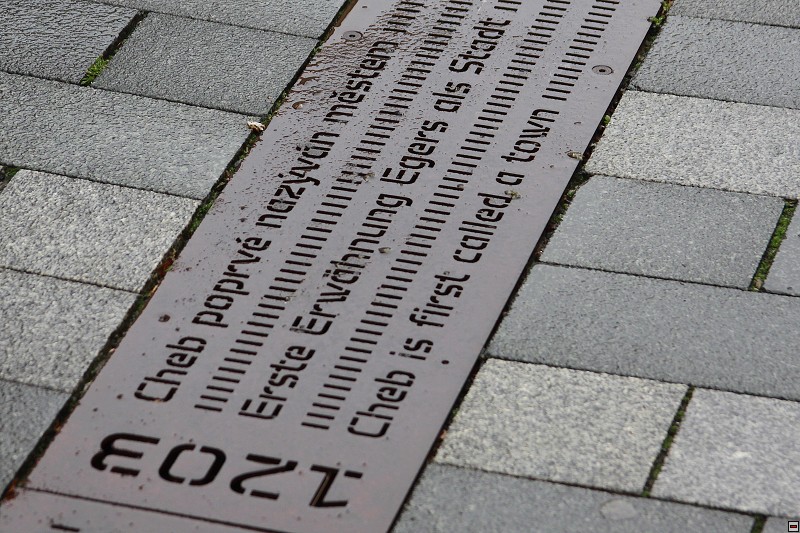 1203
Cheb poprvé nazýván městem
Erste Erwähnung Egers als Stadt
Cheb is first called a town